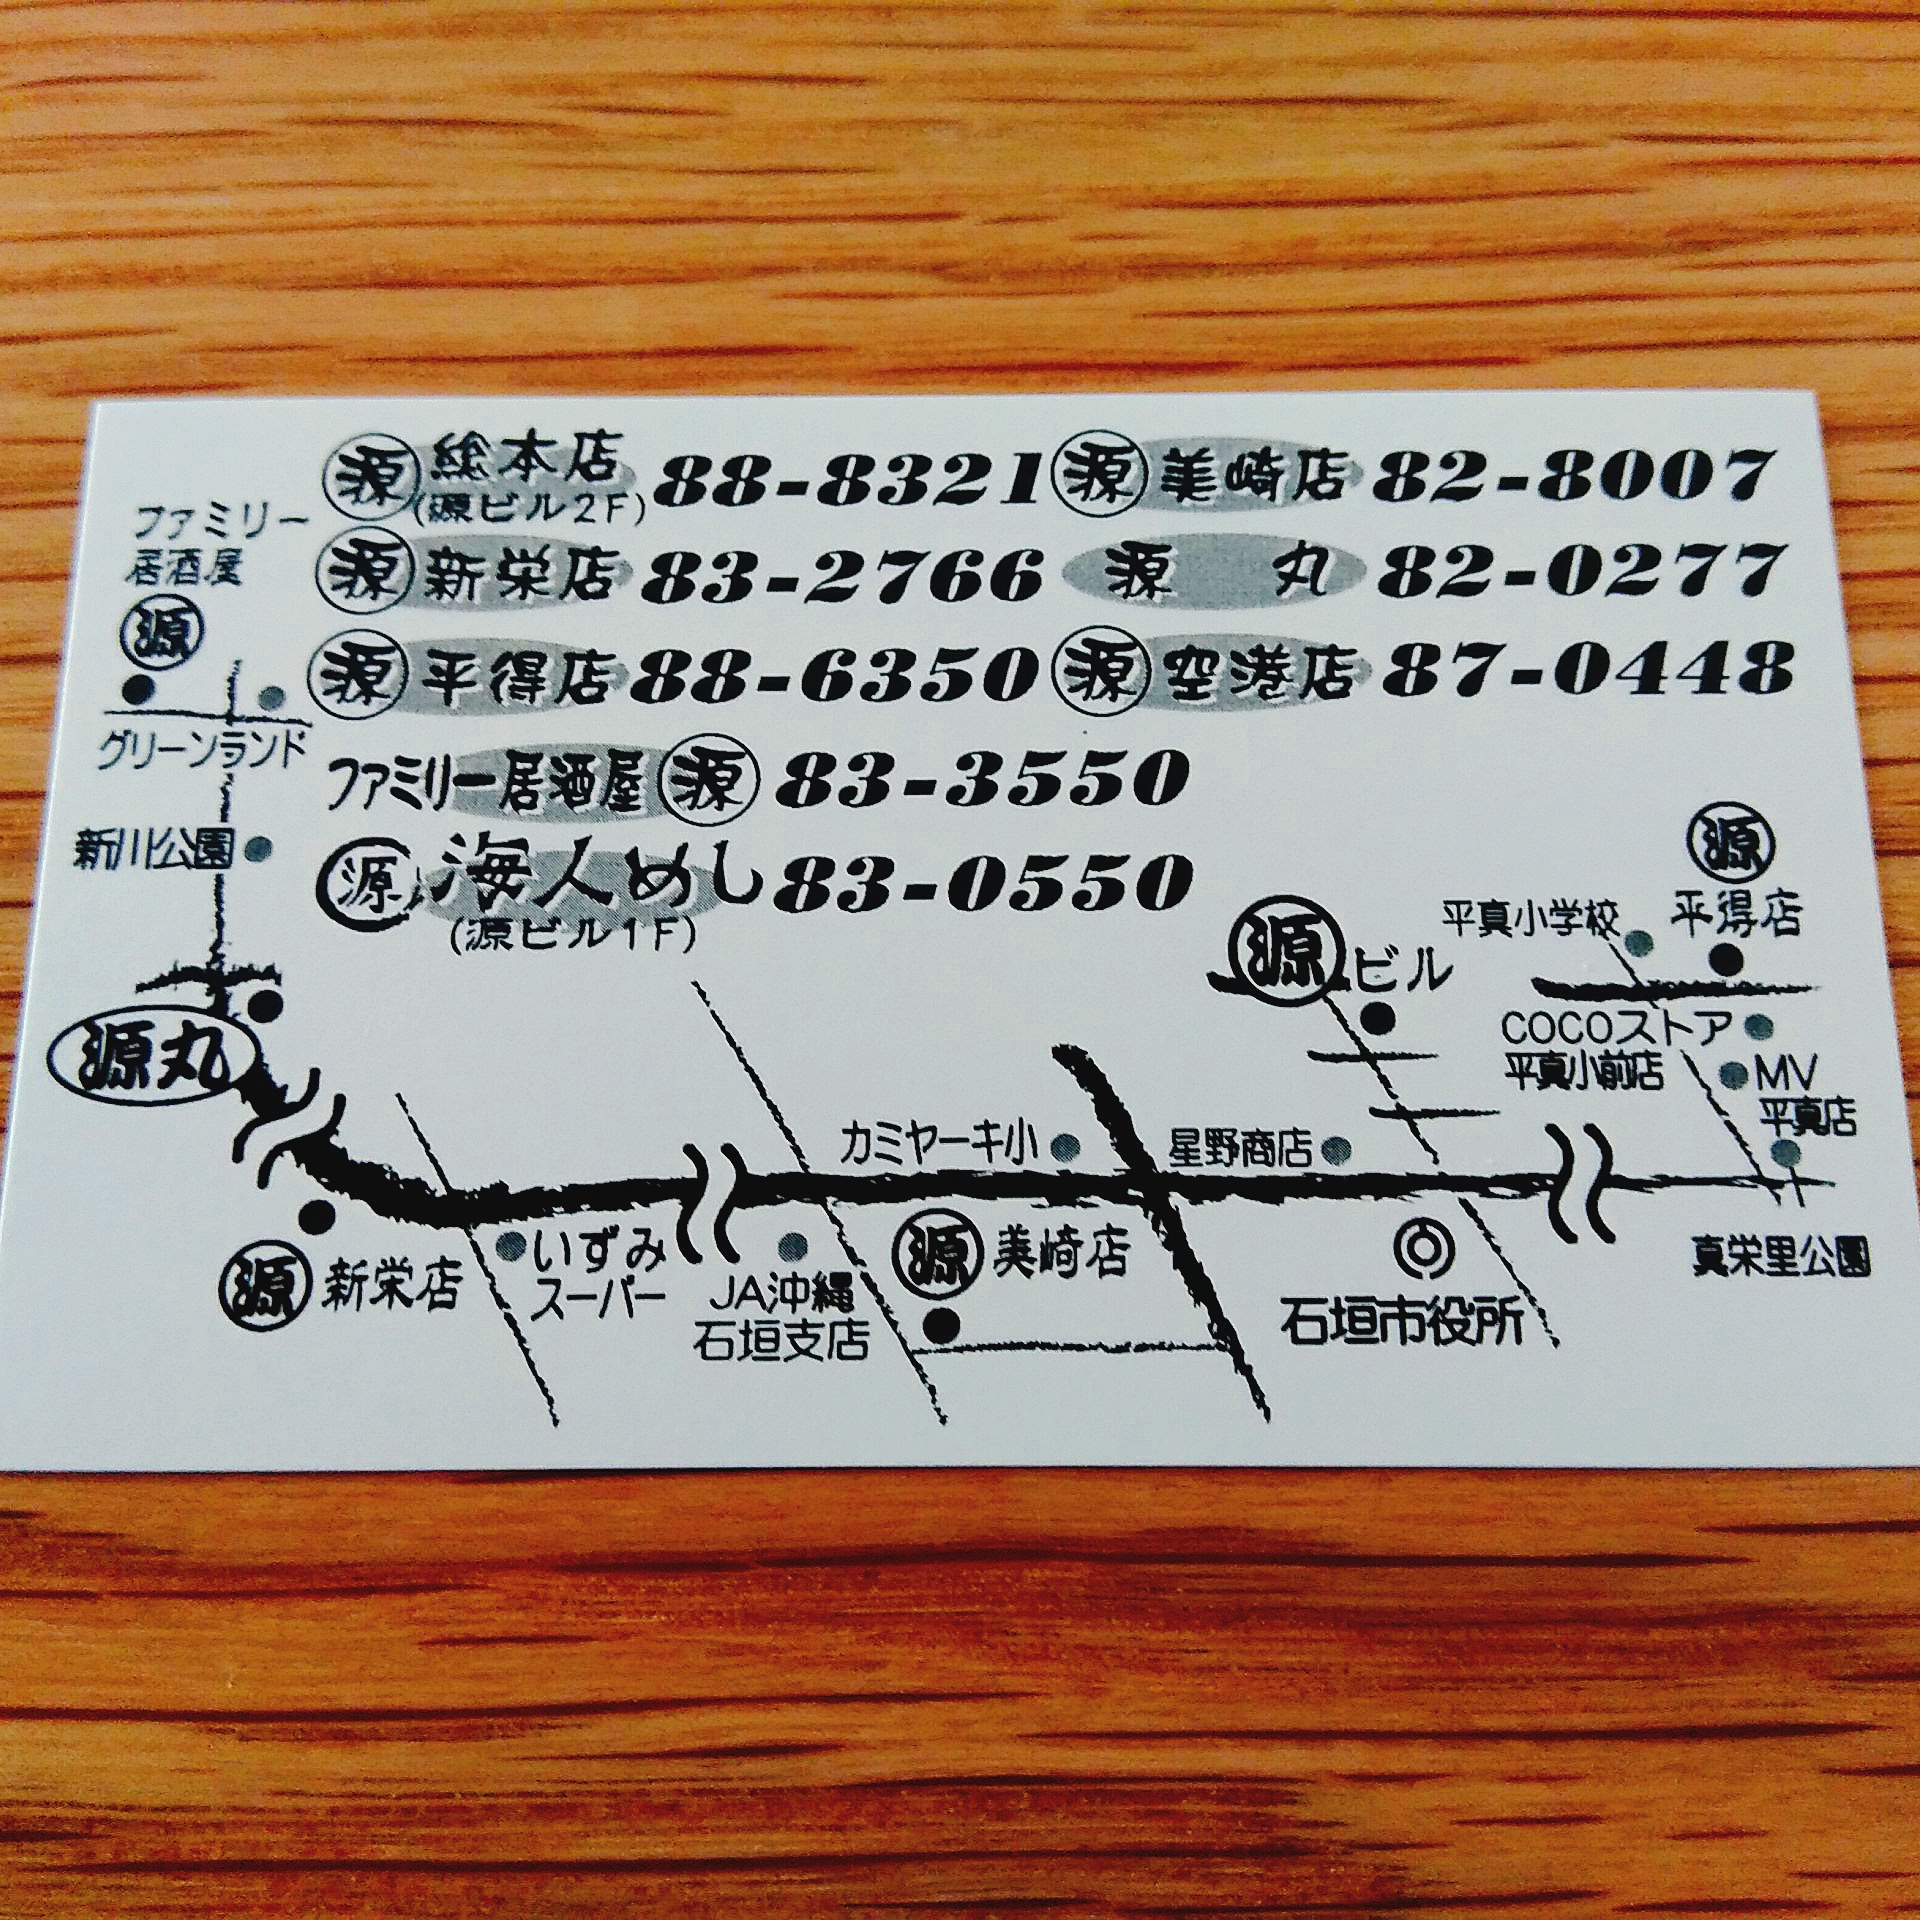 源 総本店 88-8321
(源ビル2F)
源 美崎店 82-8007
源 新栄店 83-2766
源丸 82-0277
源 平得店 88-6350
源 空港店 87-0448
ファミリー居酒屋 源 83-3550
源 海人めし 83-0550
(源ビル1F)
ファミリー
居酒屋
源
グリーンランド
新川公園
源丸
源 新栄店
いずみ
スーパー
JA沖縄
石垣支店
カミヤーキ小
源 美崎店
星野商店
石垣市役所
源 ビル
平真小学校
源
平得店
COCOストア
平真小前店
MV
平真店
真栄里公園